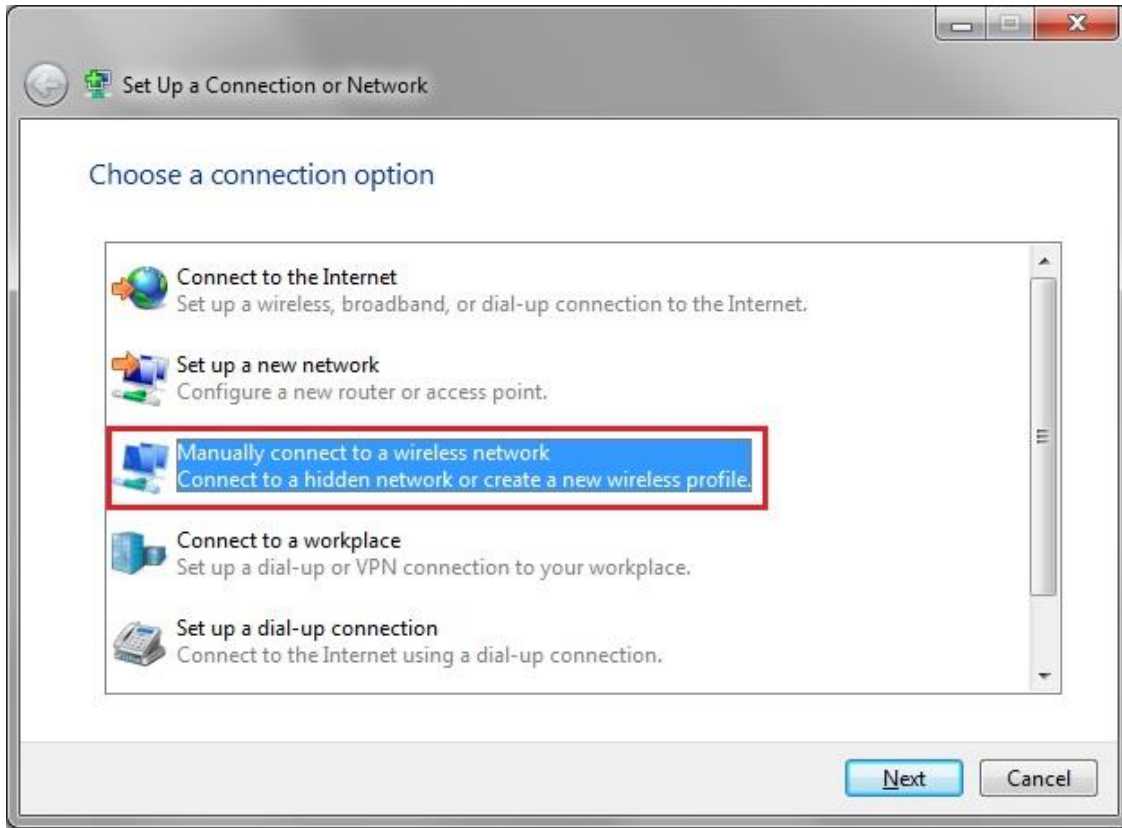 Set Up a Connection or Network
Choose a connection option
Connect to the Internet
Set up a wireless, broadband, or dial-up connection to the Internet.
Set up a new network
Configure a new router or access point.
Manually connect to a wireless network
Connect to a hidden network or create a new wireless profile.
Connect to a workplace
Set up a dial-up or VPN connection to your workplace.
Set up a dial-up connection
Connect to the Internet using a dial-up connection.
Next
Cancel